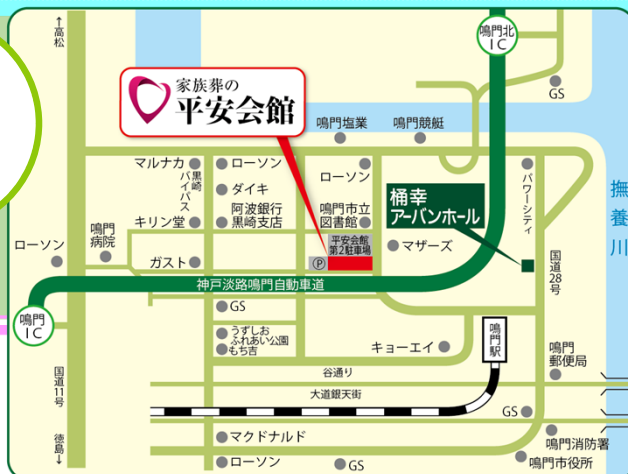 ↑高松
鳴門北
IC
GS
家族葬の
平安会館
鳴門塩業
鳴門競艇
マルナカ
黒崎バイパス
ローソン
ローソン
パワーシティ
撫養川
ダイキ
桶幸
アーバンホール
キリン堂
阿波銀行
黒崎支店
鳴門市立
図書館
鳴門
病院
平安会館
第2駐車場
マザーズ
ローソン
ガスト
P
国道28号
神戸淡路鳴門自動車道
鳴門
IC
GS
うずしお
ふれあい公園
もち吉
キョーエイ
鳴門駅
鳴門
郵便局
谷通り
国道11号
大道銀天街
GS
徳島↓
マクドナルド
鳴門消防署
ローソン
GS
鳴門市役所